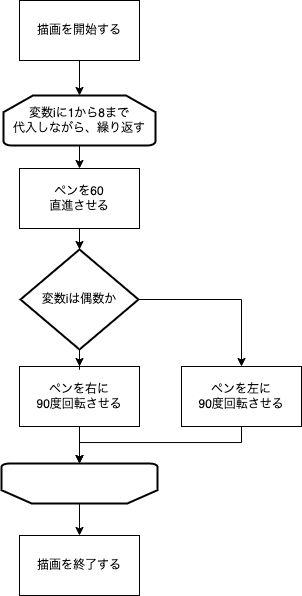 描画を開始する
変数iに1から8まで
代入しながら、繰り返す
ペンを60
直進させる
変数iは偶数か
ペンを右に
90度回転させる
ペンを左に
90度回転させる
描画を終了する